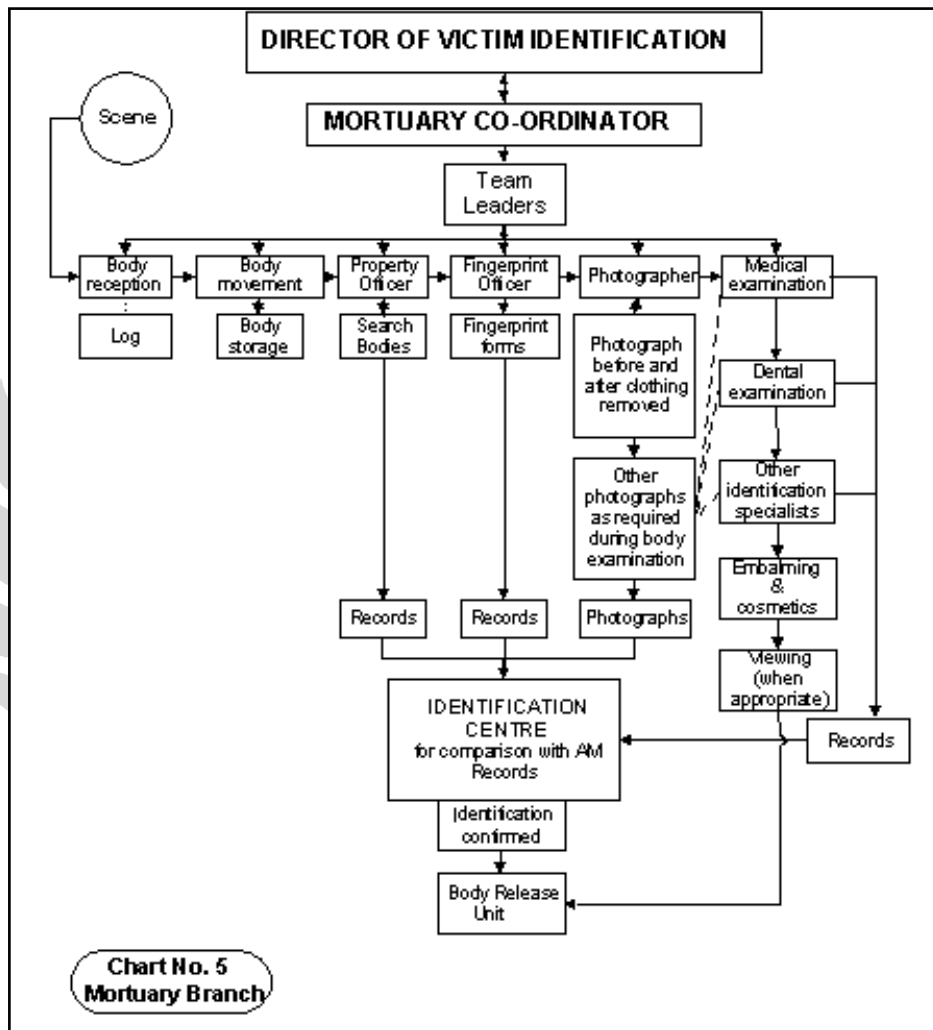 DIRECTOR OF VICTIM IDENTIFICATION
Scene
MORTUARY CO-ORDINATOR
Team
Leaders
Body
reception
Body
movement
Property
Officer
Fingerprint
Officer
Photographer
Medical
examination
Log
Body
storage
Search
Bodies
Fingerprint
forms
Photograph
before and
after clothing
removed
Dental
examination
Other
photographs
as required
during body
examination
Other
identification
specialists
Embalming
&
cosmetics
Records
Records
Photographs
Viewing
(when
appropriate)
IDENTIFICATION
CENTRE
for comparison with AM
Records
Records
Identification
confirmed
Body Release
Unit
Chart No. 5
Mortuary Branch